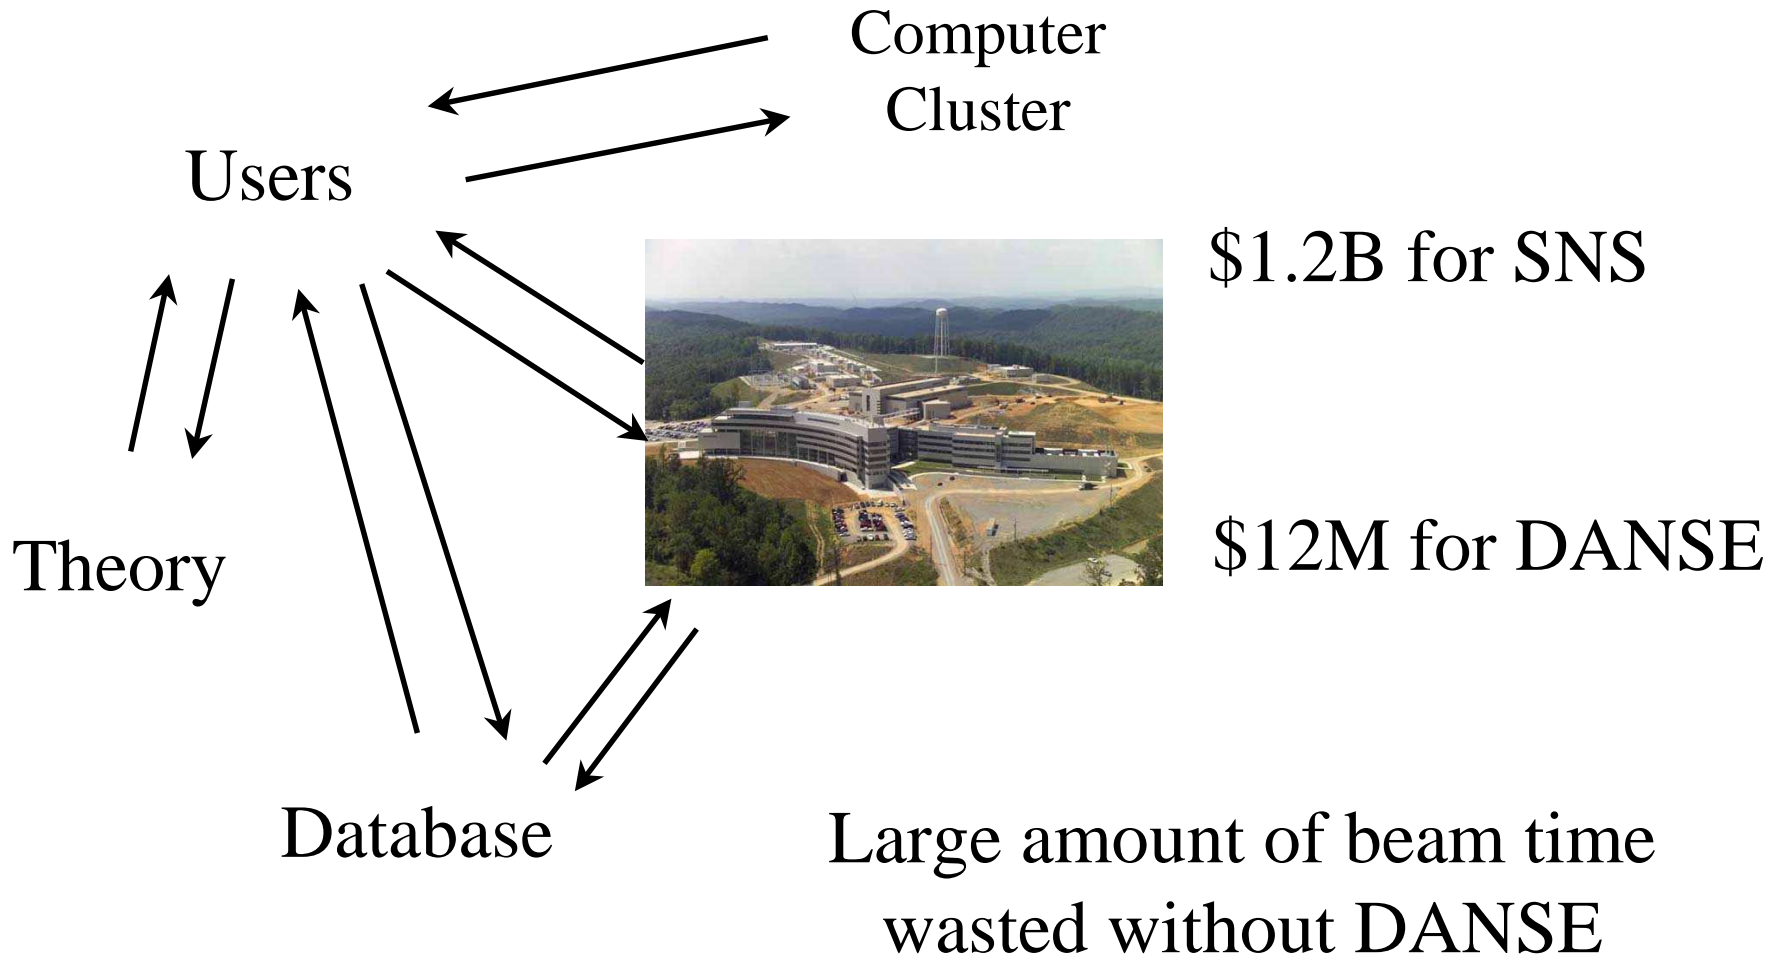 Computer
Cluster
Users
$1.2B for SNS
$12M for DANSE
Theory
Database
Large amount of beam time
wasted without DANSE